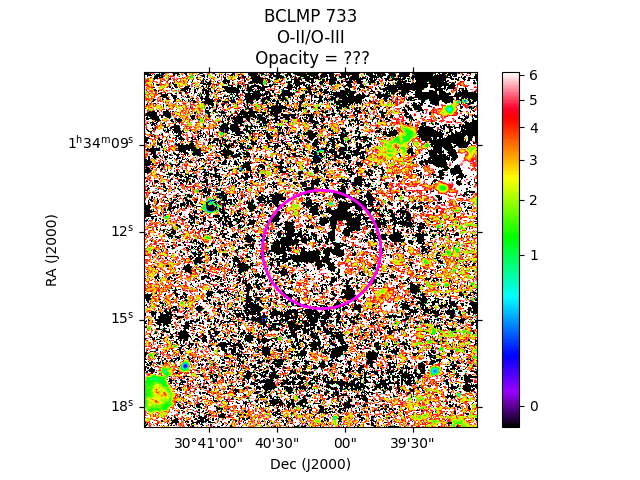 BCLMP 733
O-II/O-III
Opacity = ???
1ʰ34ᵐ09ˢ
12ˢ
15ˢ
18ˢ
RA (J2000)
30°41'00" 40'30" 00" 39'30"
Dec (J2000)
6
5
4
3
2
1
0